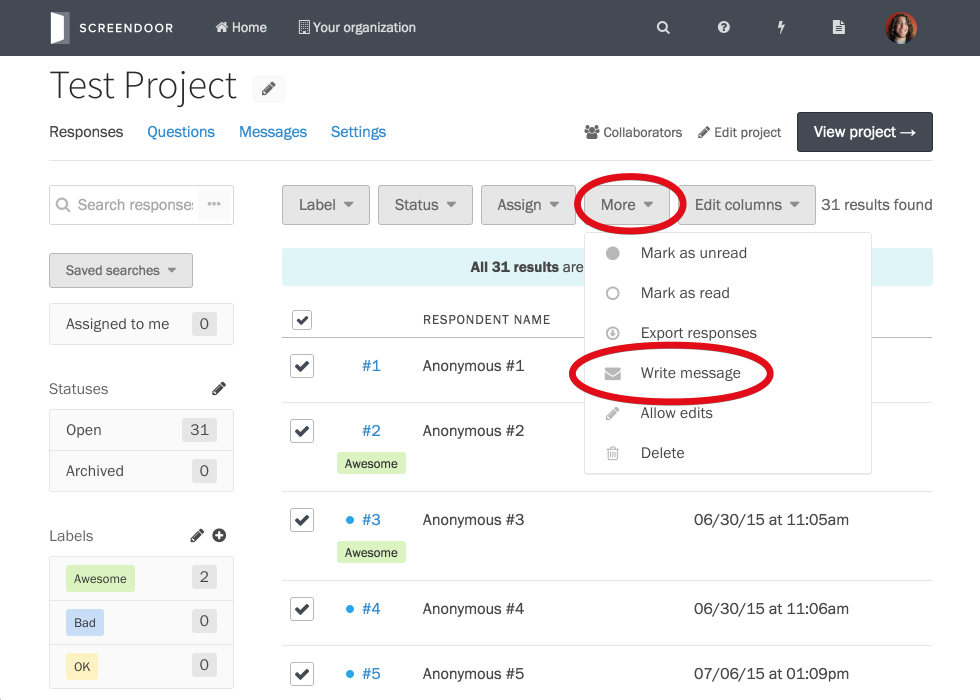 SCREENDOOR Home Your organization
Test Project
Responses Questions Messages Settings Collaborators Edit project View project →
Search responses ···
Label Status Assign More Edit columns 31 results found
Saved searches
All 31 results are
Mark as unread
Mark as read
Export responses
Write message
Allow edits
Delete
Assigned to me 0
RESPONDENT NAME
Statuses
Open 31
Archived 0
Labels
Awesome 2
Bad 0
OK 0
#1 Anonymous #1
#2 Anonymous #2
Awesome
#3 Anonymous #3 06/30/15 at 11:05am
Awesome
#4 Anonymous #4 06/30/15 at 11:06am
#5 Anonymous #5 07/06/15 at 01:09pm